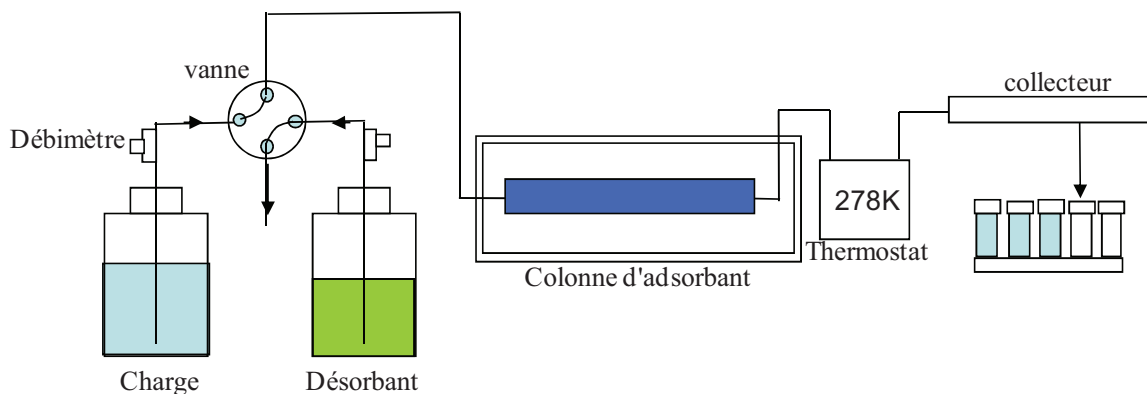 vanne
Débimètre
Charge
Désorbant
Colonne d'adsorbant
278K
Thermostat
collecteur